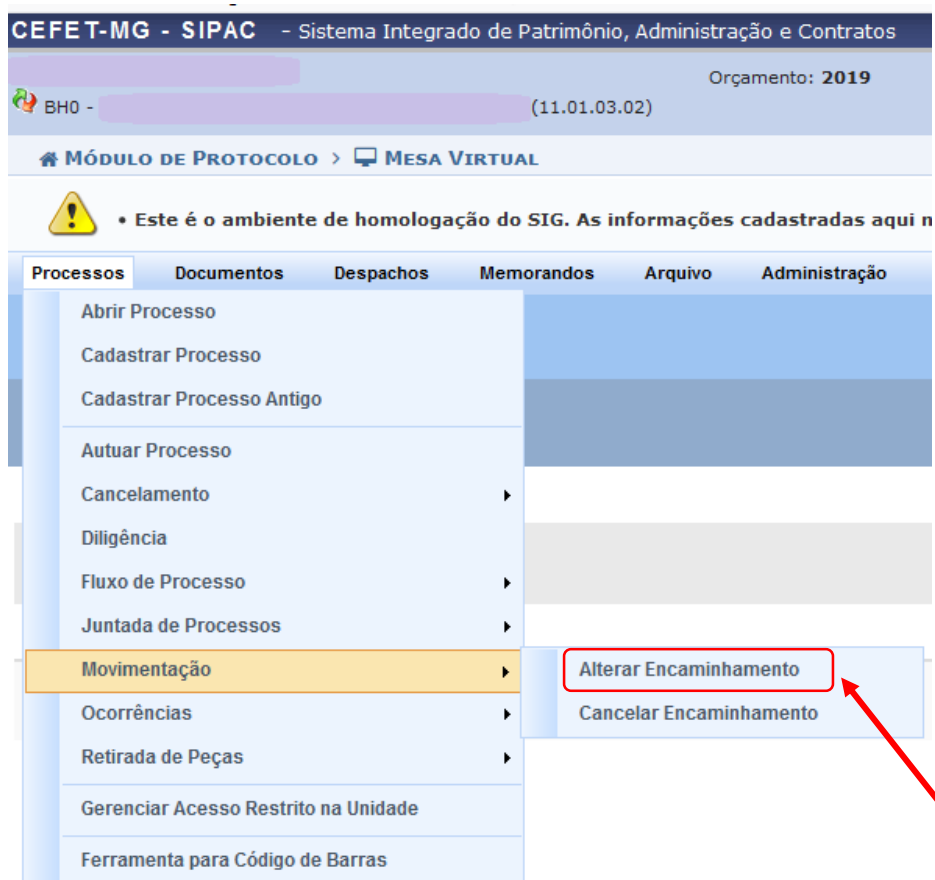 CEFET-MG - SIPAC - Sistema Integrado de Patrimônio, Administração e Contratos
Orçamento: 2019
BH0 - (11.01.03.02)
MÓDULO DE PROTOCOLO > MESA VIRTUAL
• Este é o ambiente de homologação do SIG. As informações cadastradas aqui
Processos Documentos Despachos Memorandos Arquivo Administração
Abrir Processo
Cadastrar Processo
Cadastrar Processo Antigo
Autuar Processo
Cancelamento
Diligência
Fluxo de Processo
Juntada de Processos
Movimentação
Alterar Encaminhamento
Ocorrências
Cancelar Encaminhamento
Retirada de Peças
Gerenciar Acesso Restrito na Unidade
Ferramenta para Código de Barras